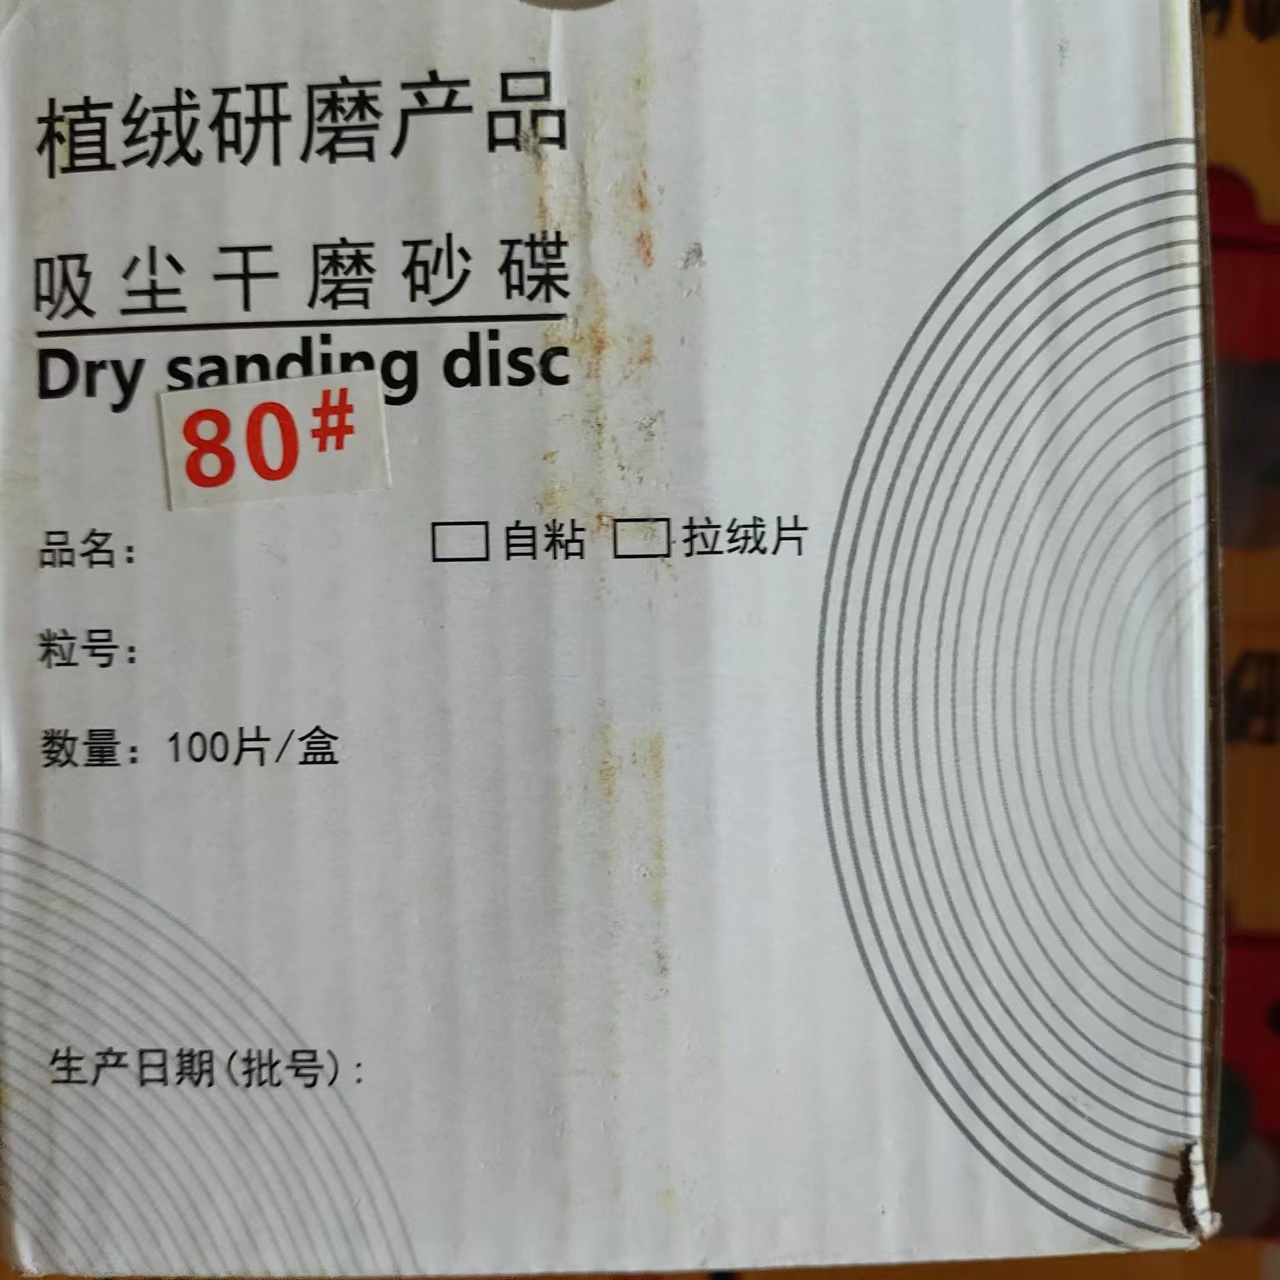 植绒研磨产品
吸尘干磨砂碟
Dry sanding disc
80#
品名: 自粘 拉绒片
粒号:
数量: 100片/盒
生产日期(批号):